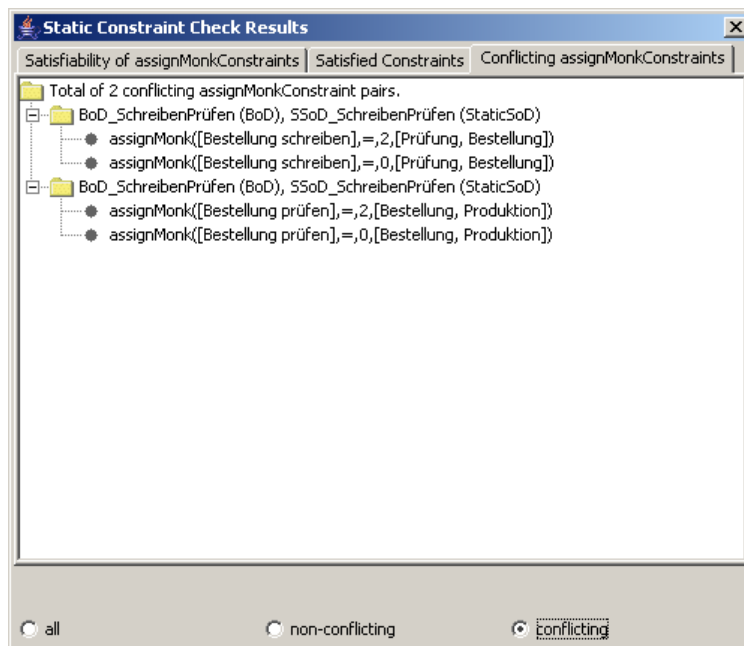 Static Constraint Check Results
Satisfiability of assignMonkConstraints Satisfied Constraints Conflicting assignMonkConstraints
Total of 2 conflicting assignMonkConstraint pairs.
BoD_SchreibenPrüfen (BoD), SSoD_SchreibenPrüfen (StaticSoD)
assignMonk([Bestellung schreiben],=,2,[Prüfung, Bestellung])
assignMonk([Bestellung schreiben],=,0,[Prüfung, Bestellung])
BoD_SchreibenPrüfen (BoD), SSoD_SchreibenPrüfen (StaticSoD)
assignMonk([Bestellung prüfen],=,2,[Bestellung, Produktion])
assignMonk([Bestellung prüfen],=,0,[Bestellung, Produktion])
all non-conflicting conflicting